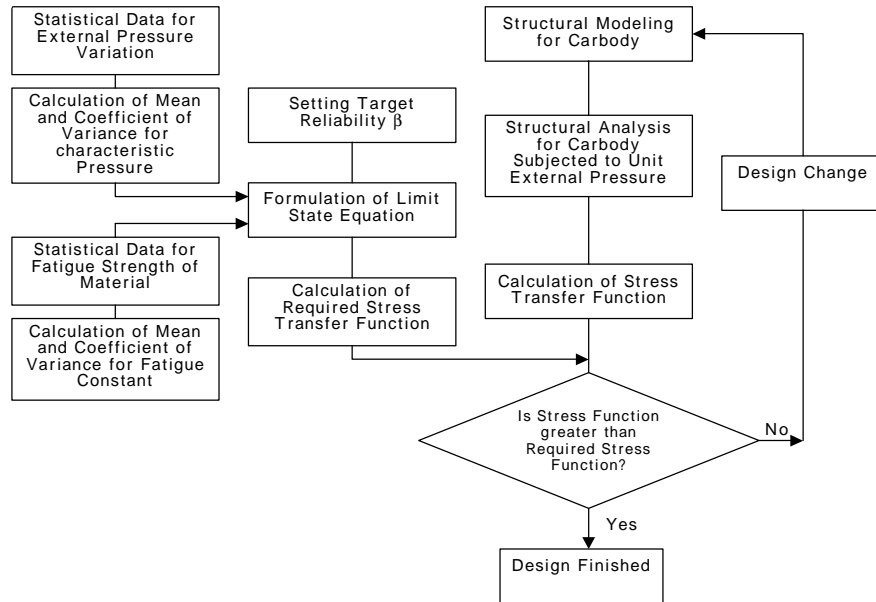 Statistical Data for
External Pressure
Variation
Calculation of Mean
and Coefficient of
Variance for
characteristic
Pressure
Statistical Data for
Fatigue Strength of
Material
Calculation of Mean
and Coefficient of
Variance for Fatigue
Constant
Setting Target
Reliability β
Formulation of Limit
State Equation
Calculation of
Required Stress
Transfer Function
Structural Modeling
for Carbody
Structural Analysis
for Carbody
Subjected to Unit
External Pressure
Calculation of Stress
Transfer Function
Design Change
Is Stress Function
greater than
Required Stress
Function?
No
Yes
Design Finished